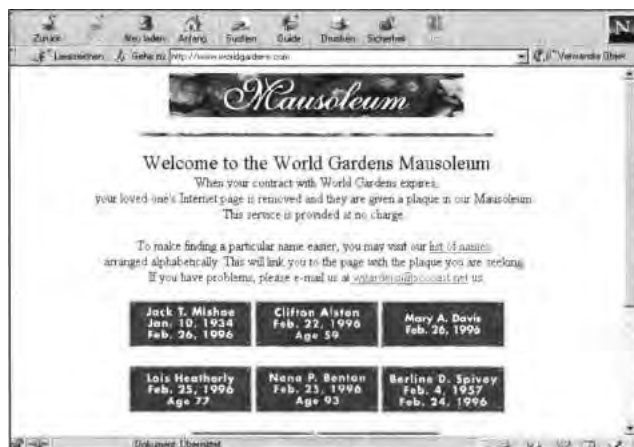 Zurück Neu laden Anfang Suchen Guide Drucken Sicherheit
N
Lesezeichen Gehe zu: http://www.worldgardens.com Verwandte Objekt
Mausoleum
Welcome to the World Gardens Mausoleum
When your contract with World Gardens expires,
your loved one's Internet page is removed and they are given a plaque in our Mausoleum
This service is provided at no charge.
To make finding a particular name easier, you may visit our list of names
arranged alphabetically. This will link you to the page with the plaque you are seeking.
If you have problems, please e-mail us at us
Jack T. Mishoe
Jan. 10, 1934
Feb. 26, 1996
Clifton Alston
Feb. 22, 1996
Age 59
Mary A. Davis
Feb. 26, 1996
Lois Heatherly
Feb. 25, 1996
Age 77
Nana P. Benton
Feb. 25, 1996
Age 93
Berline D. Spivey
Feb. 4, 1957
Feb. 24, 1996
Dokument: Übermittelt